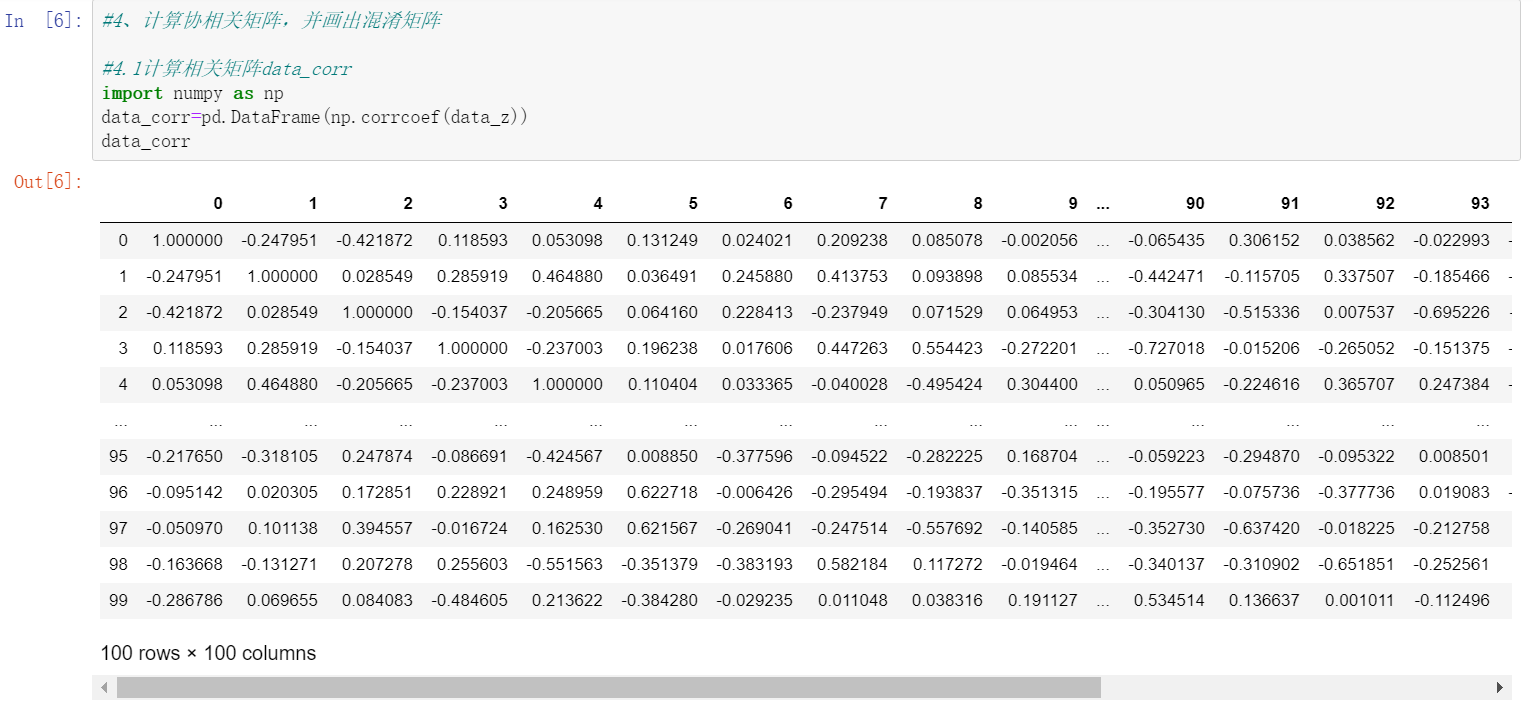 In [6]: #4、计算协相关矩阵，并画出混淆矩阵
#4.1计算相关矩阵data_corr
import numpy as np
data_corr=pd.DataFrame(np.corrcoef(data_z))
data_corr
Out[6]:
0 1 2 3 4 5 6 7 8 9 ... 90 91 92 93
0 1.000000 -0.247951 -0.421872 0.118593 0.053098 0.131249 0.024021 0.209238 0.085078 -0.002056 ... -0.065435 0.306152 0.038562 -0.022993 -
1 -0.247951 1.000000 0.028549 0.285919 0.464880 0.036491 0.245880 0.413753 0.093898 0.085534 ... -0.442471 -0.115705 0.337507 -0.185466 -
2 -0.421872 0.028549 1.000000 -0.154037 -0.205665 0.064160 0.228413 -0.237949 0.071529 0.064953 ... -0.304130 -0.515336 0.007537 -0.695226 -
3 0.118593 0.285919 -0.154037 1.000000 -0.237003 0.196238 0.017606 0.447263 0.554423 -0.272201 ... -0.727018 -0.015206 -0.265052 -0.151375 -
4 0.053098 0.464880 -0.205665 -0.237003 1.000000 0.110404 0.033365 -0.040028 -0.495424 0.304400 ... 0.050965 -0.224616 0.365707 0.247384 -
... ... ... ... ... ... ... ... ... ... ... ... ... ... ... ...
95 -0.217650 -0.318105 0.247874 -0.086691 -0.424567 0.008850 -0.377596 -0.094522 -0.282225 0.168704 ... -0.059223 -0.294870 -0.095322 0.008501
96 -0.095142 0.020305 0.172851 0.228921 0.248959 0.622718 -0.006426 -0.295494 -0.193837 -0.351315 ... -0.195577 -0.075736 -0.377736 0.019083 -
97 -0.050970 0.101138 0.394557 -0.016724 0.162530 0.621567 -0.269041 -0.247514 -0.557692 -0.140585 ... -0.352730 -0.637420 -0.018225 -0.212758
98 -0.163668 -0.131271 0.207278 0.255603 -0.551563 -0.351379 -0.383193 0.582184 0.117272 -0.019464 ... -0.340137 -0.310902 -0.651851 -0.252561
99 -0.286786 0.069655 0.084083 -0.484605 0.213622 -0.384280 -0.029235 0.011048 0.038316 0.191127 ... 0.534514 0.136637 0.001011 -0.112496
100 rows × 100 columns